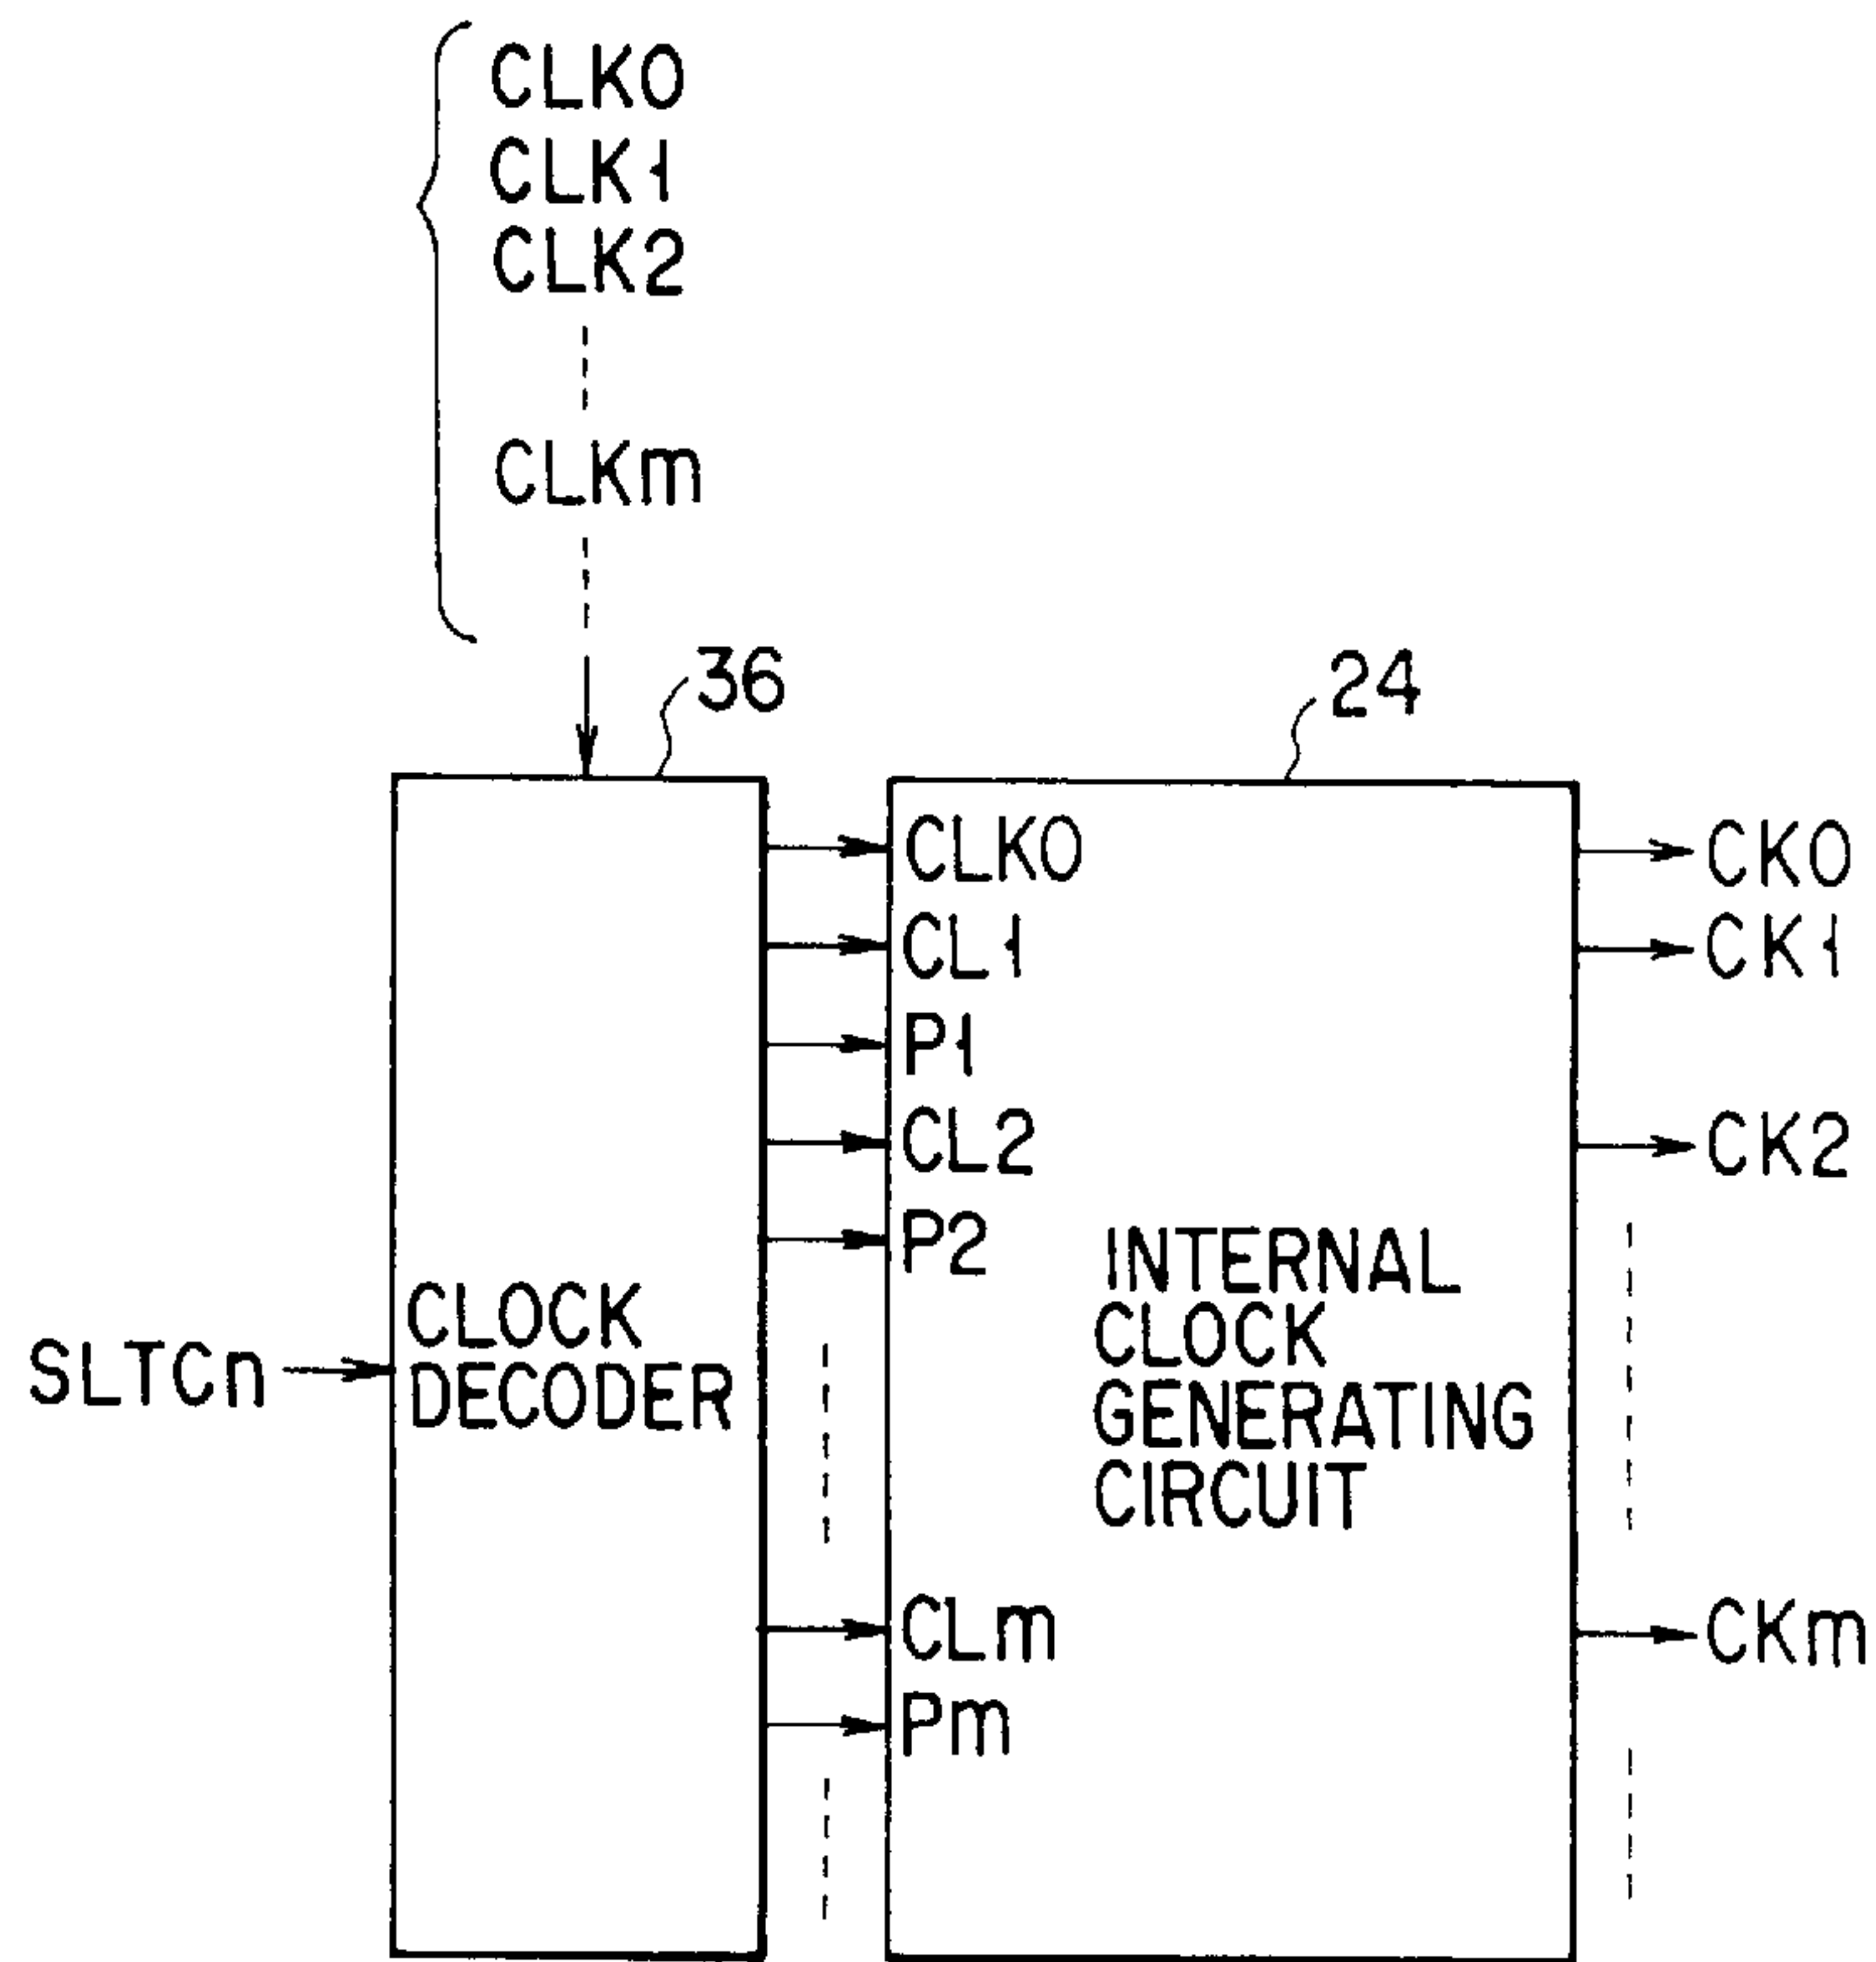 CLK0
CLK1
CLK2
CLKm
36
24
CLK0
CL1
P1
CL2
P2
CLm
Pm
CK0
CK1
CK2
CKm
SLTCn
CLOCK
DECODER
INTERNAL
CLOCK
GENERATING
CIRCUIT